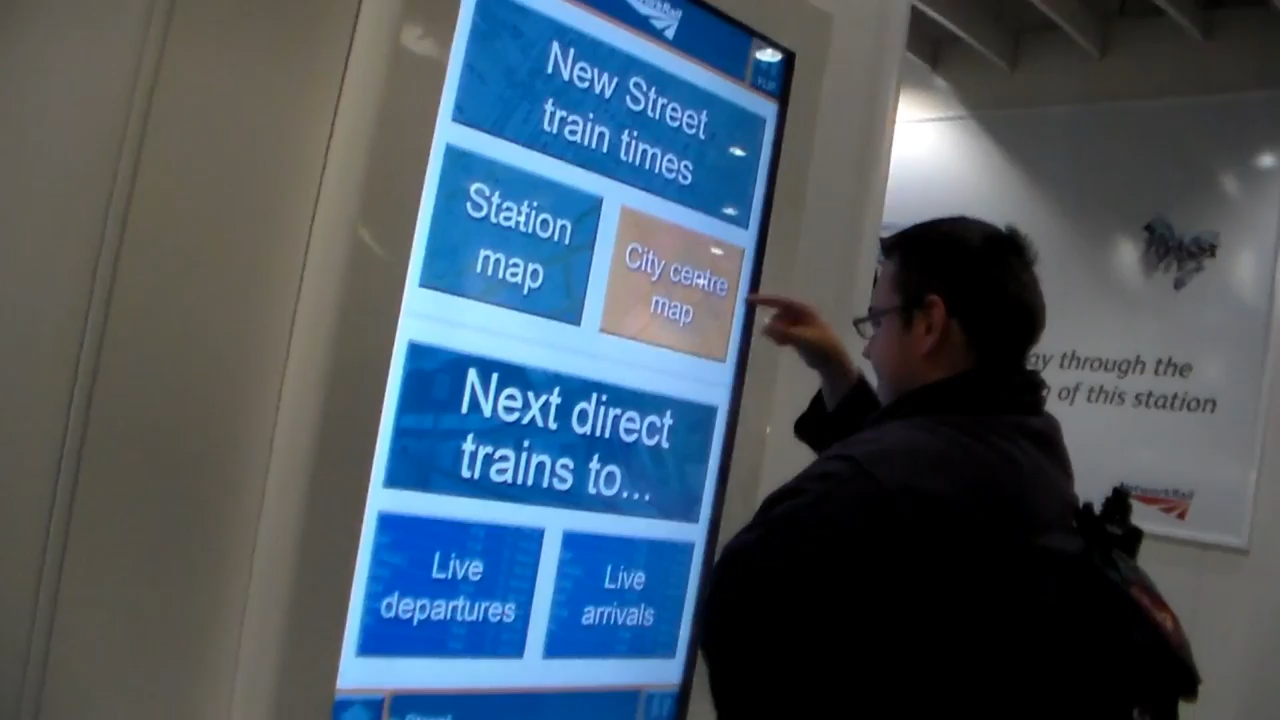 New Street
train times
Station
map
City centre
map
Next direct
trains to...
Live
departures
Live
arrivals
through the
of this station
NetworkRail